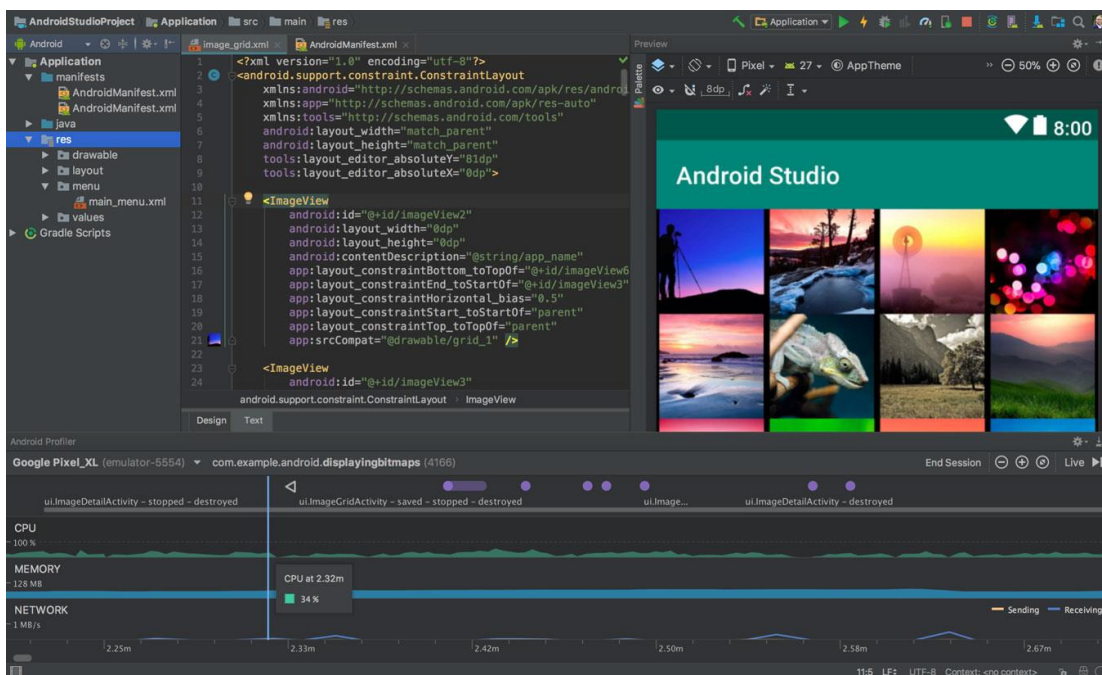 AndroidStudioProject Application src main res
Application
Android
image_grid.xml AndroidManifest.xml
Application
manifests
AndroidManifest.xml
AndroidManifest.xml
java
res
drawable
layout
menu
main_menu.xml
values
Gradle Scripts
1 <?xml version="1.0" encoding="utf-8"?>
2 <android.support.constraint.ConstraintLayout
3 xmlns:android="http://schemas.android.com/apk/res/androi
4 xmlns:app="http://schemas.android.com/apk/res-auto"
5 xmlns:tools="http://schemas.android.com/tools"
6 android:layout_width="match_parent"
7 android:layout_height="match_parent"
8 tools:layout_editor_absoluteY="81dp"
9 tools:layout_editor_absoluteX="0dp">
10
11 <ImageView
12 android:id="@+id/imageView2"
13 android:layout_width="0dp"
14 android:layout_height="0dp"
15 android:contentDescription="@string/app_name"
16 app:layout_constraintBottom_toTopOf="@+id/imageView6
17 app:layout_constraintEnd_toStartOf="@+id/imageView3"
18 app:layout_constraintHorizontal_bias="0.5"
19 app:layout_constraintStart_toStartOf="parent"
20 app:layout_constraintTop_toTopOf="parent"
21 app:srcCompat="@drawable/grid_1" />
22
23 <ImageView
24 android:id="@+id/imageView3"
android.support.constraint.ConstraintLayout ImageView
Design Text
Preview
Palette
Pixel 27 AppTheme 50%
8dp
8:00
Android Studio
Android Profiler
Google Pixel_XL (emulator-5554) com.example.android.displayingbitmaps (4166) End Session Live
ui.ImageDetailActivity – stopped – destroyed ui.ImageGridActivity – saved – stopped – destroyed ui.Image... ui.ImageDetailActivity – destroyed
CPU
100 %
MEMORY
128 MB
CPU at 2.32m
34 %
NETWORK
1 MB/s
Sending Receiving
2.25m 2.33m 2.42m 2.50m 2.58m 2.67m
11:5 LF UTF-8 Context: <no context>